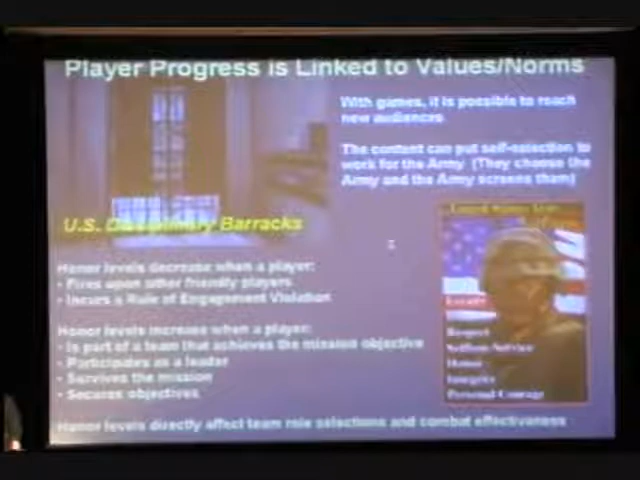 Player Progress is Linked to Values/Norms
With games, it is possible to reach
new audiences
The content can put self-selection to
work for the Army (They choose the
Army and the Army screens them)
U.S. Disciplinary Barracks
Honor levels decrease when a player:
• Fires upon other friendly players
• Incurs a Rule of Engagement Violation
Honor levels increase when a player:
• Is part of a team that achieves the mission objective
• Participates as a leader
• Survives the mission
• Secures objectives
Honor levels directly affect team role selections and combat effectiveness
Loyalty
Respect
Selfless Service
Honor
Integrity
Personal Courage